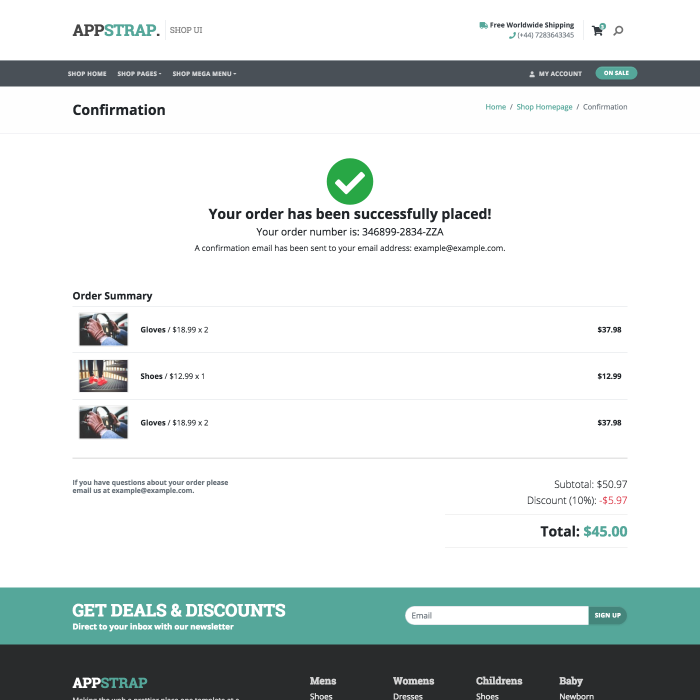 APPSTRAP. SHOP UI
Free Worldwide Shipping
(+44) 7283643345
SHOP HOME SHOP PAGES SHOP MEGA MENU MY ACCOUNT ON SALE
Confirmation
Home / Shop Homepage / Confirmation
Your order has been successfully placed!
Your order number is: 346899-2834-ZZA
A confirmation email has been sent to your email address: example@example.com.
Order Summary
Gloves / $18.99 x 2 $37.98
Shoes / $12.99 x 1 $12.99
Gloves / $18.99 x 2 $37.98
If you have questions about your order please
email us at example@example.com.
Subtotal: $50.97
Discount (10%): -$5.97
Total: $45.00
GET DEALS & DISCOUNTS
Direct to your inbox with our newsletter
Email SIGN UP
APPSTRAP Mens Womens Childrens Baby
Making the web a prettier place one template at a
Shoes Dresses Shoes Newborn